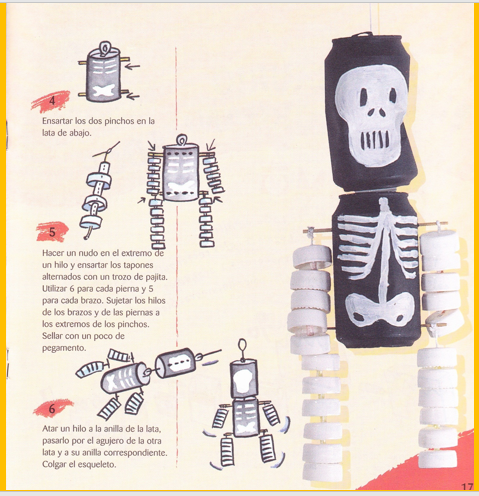 4
Ensartar los dos pinchos en la
lata de abajo.
5
Hacer un nudo en el extremo de
un hilo y ensartar los tapones
alternados con un trozo de pajita.
Utilizar 6 para cada pierna y 5
para cada brazo. Sujetar los hilos
de los brazos y de las piernas a
los extremos de los pinchos.
Sellar con un poco de
pegamento.
6
Atar un hilo a la anilla de la lata,
pasarlo por el agujero de la otra
lata y a su anilla correspondiente.
Colgar el esqueleto.
17